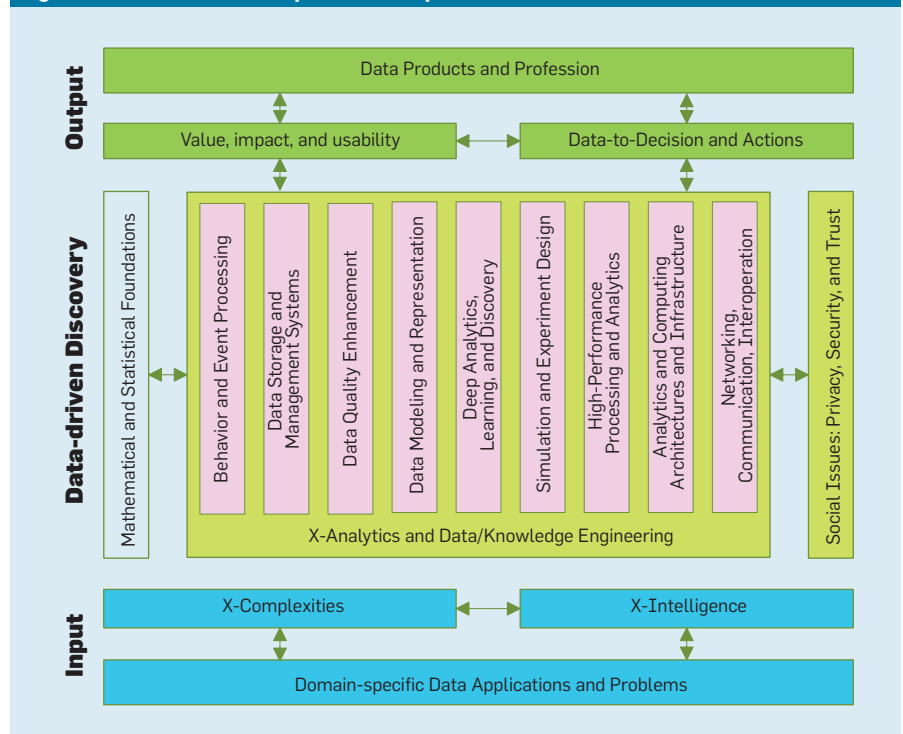 Output
Data Products and Profession
Value, impact, and usability
Data-to-Decision and Actions
Data-driven Discovery
Mathematical and Statistical Foundations
Behavior and Event Processing
Data Storage and
Management Systems
Data Quality Enhancement
Data Modeling and Representation
Deep Analytics,
Learning, and Discovery
Simulation and Experiment Design
High-Performance
Processing and Analytics
Analytics and Computing
Architectures and Infrastructure
Networking,
Communication, Interoperation
Social Issues: Privacy, Security, and Trust
X-Analytics and Data/Knowledge Engineering
Input
X-Complexities
X-Intelligence
Domain-specific Data Applications and Problems